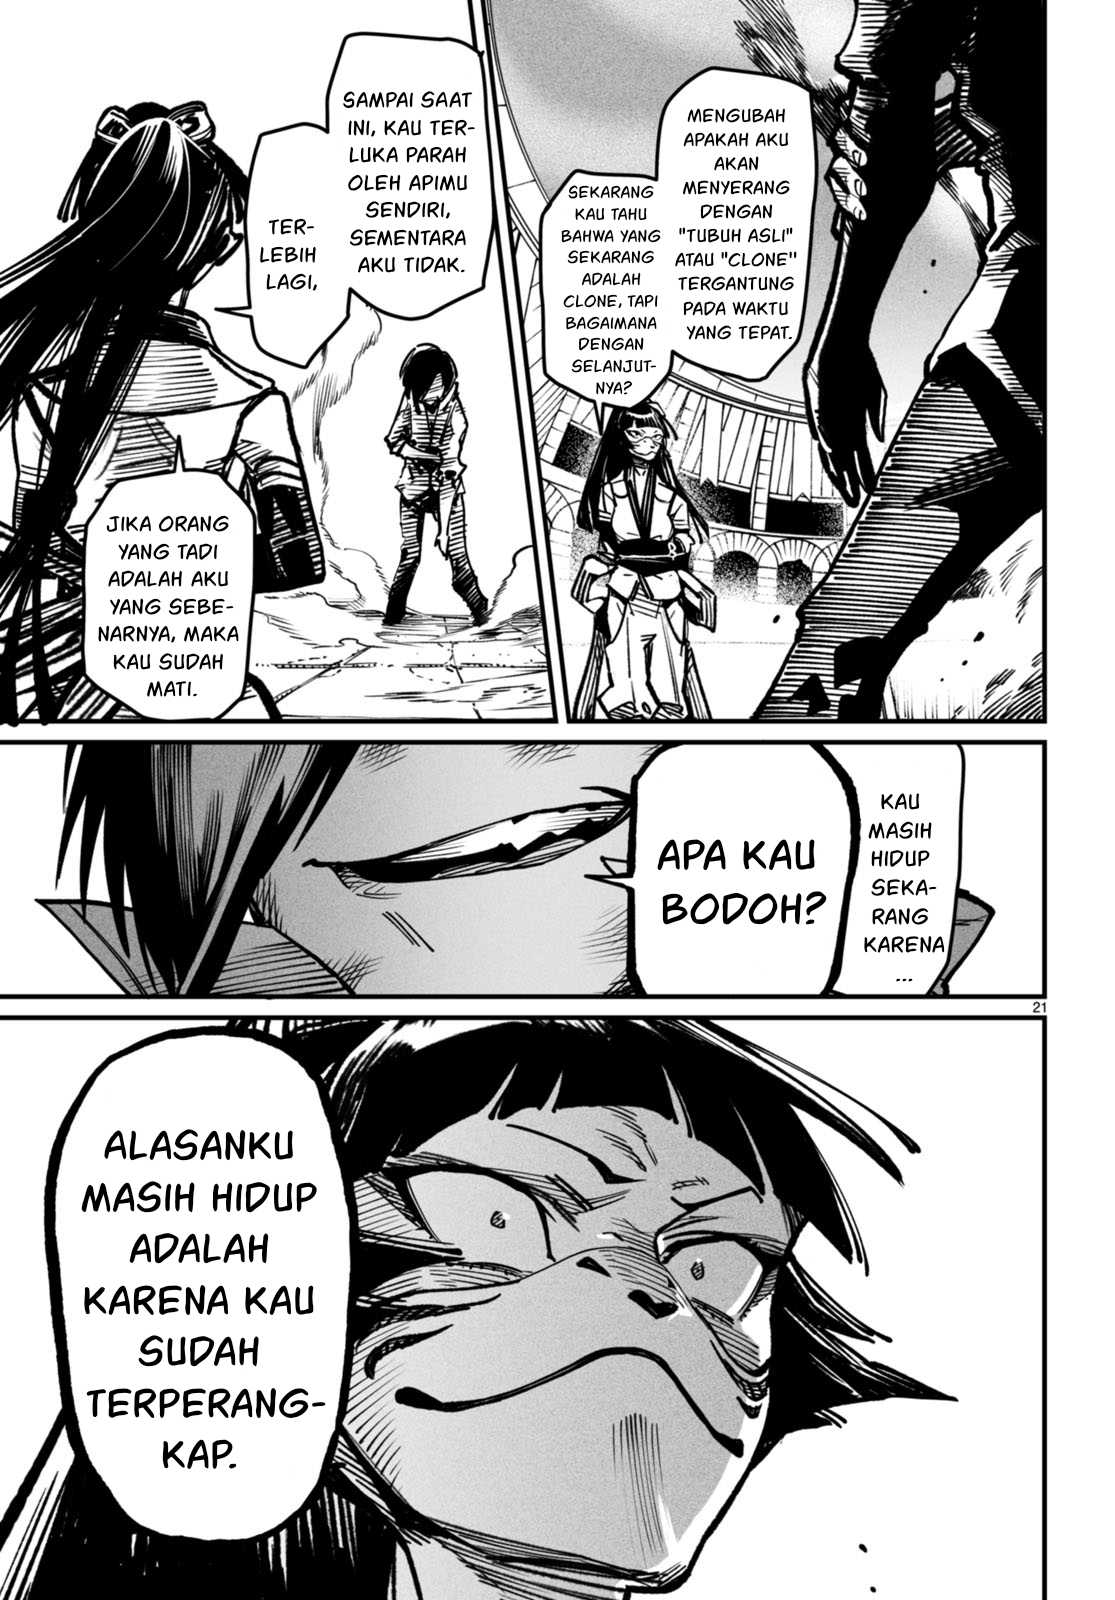 MENGUBAH
APAKAH AKU
AKAN
MENYERANG
DENGAN
"TUBUH ASLI"
ATAU "CLONE"
TERGANTUNG
PADA WAKTU
YANG TEPAT.
SEKARANG
KAU TAHU
BAHWA YANG
SEKARANG
ADALAH
CLONE, TAPI
BAGAIMANA
DENGAN
SELANJUT-
NYA?
SAMPAI SAAT
INI, KAU TER-
LUKA PARAH
OLEH APIMU
SENDIRI,
SEMENTARA
AKU TIDAK.
TER-
LEBIH
LAGI,
JIKA ORANG
YANG TADI
ADALAH AKU
YANG SEBE-
NARNYA, MAKA
KAU SUDAH
MATI.
KAU
MASIH
HIDUP
SEKA-
RANG
KARENA
...
APA KAU
BODOH?
21
ALASANKU
MASIH HIDUP
ADALAH
KARENA KAU
SUDAH
TERPERANG-
KAP.